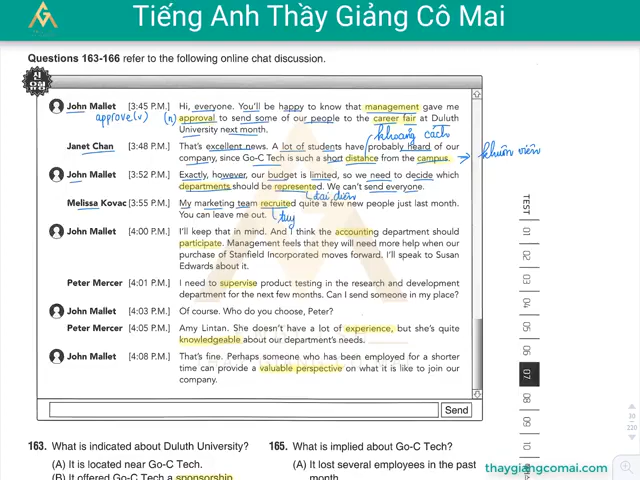 Tiếng Anh Thầy Giảng Cô Mai
Questions 163-166 refer to the following online chat discussion.
John Mallet [3:45 P.M.] Hi, everyone. You'll be happy to know that management gave me
approve(v) (n) approval to send some of our people to the career fair at Duluth
University next month.
khoảng cách
Janet Chan [3:48 P.M.] That's excellent news. A lot of students have probably heard of our
company, since Go-C Tech is such a short distance from the campus. → khuôn viên
John Mallet [3:52 P.M.] Exactly, however, our budget is limited, so we need to decide which
departments should be represented. We can't send everyone.
đại diện
Melissa Kovac [3:55 P.M.] My marketing team recruited quite a few new people just last month.
You can leave me out.
tuy
John Mallet [4:00 P.M.] I'll keep that in mind. And I think the accounting department should
participate. Management feels that they will need more help when our
purchase of Stanfield Incorporated moves forward. I'll speak to Susan
Edwards about it.
Peter Mercer [4:01 P.M.] I need to supervise product testing in the research and development
department for the next few months. Can I send someone in my place?
John Mallet [4:03 P.M.] Of course. Who do you choose, Peter?
Peter Mercer [4:05 P.M.] Amy Lintan. She doesn't have a lot of experience, but she's quite
knowledgeable about our department's needs.
John Mallet [4:08 P.M.] That's fine. Perhaps someone who has been employed for a shorter
time can provide a valuable perspective on what it is like to join our
company.
Send
163. What is indicated about Duluth University?
(A) It is located near Go-C Tech.
(B) It offered Go-C Tech a sponsorship
165. What is implied about Go-C Tech?
(A) It lost several employees in the past
month.
TEST
01
02
03
04
05
06
07
08
09
10
220
thaygiangcomai.com